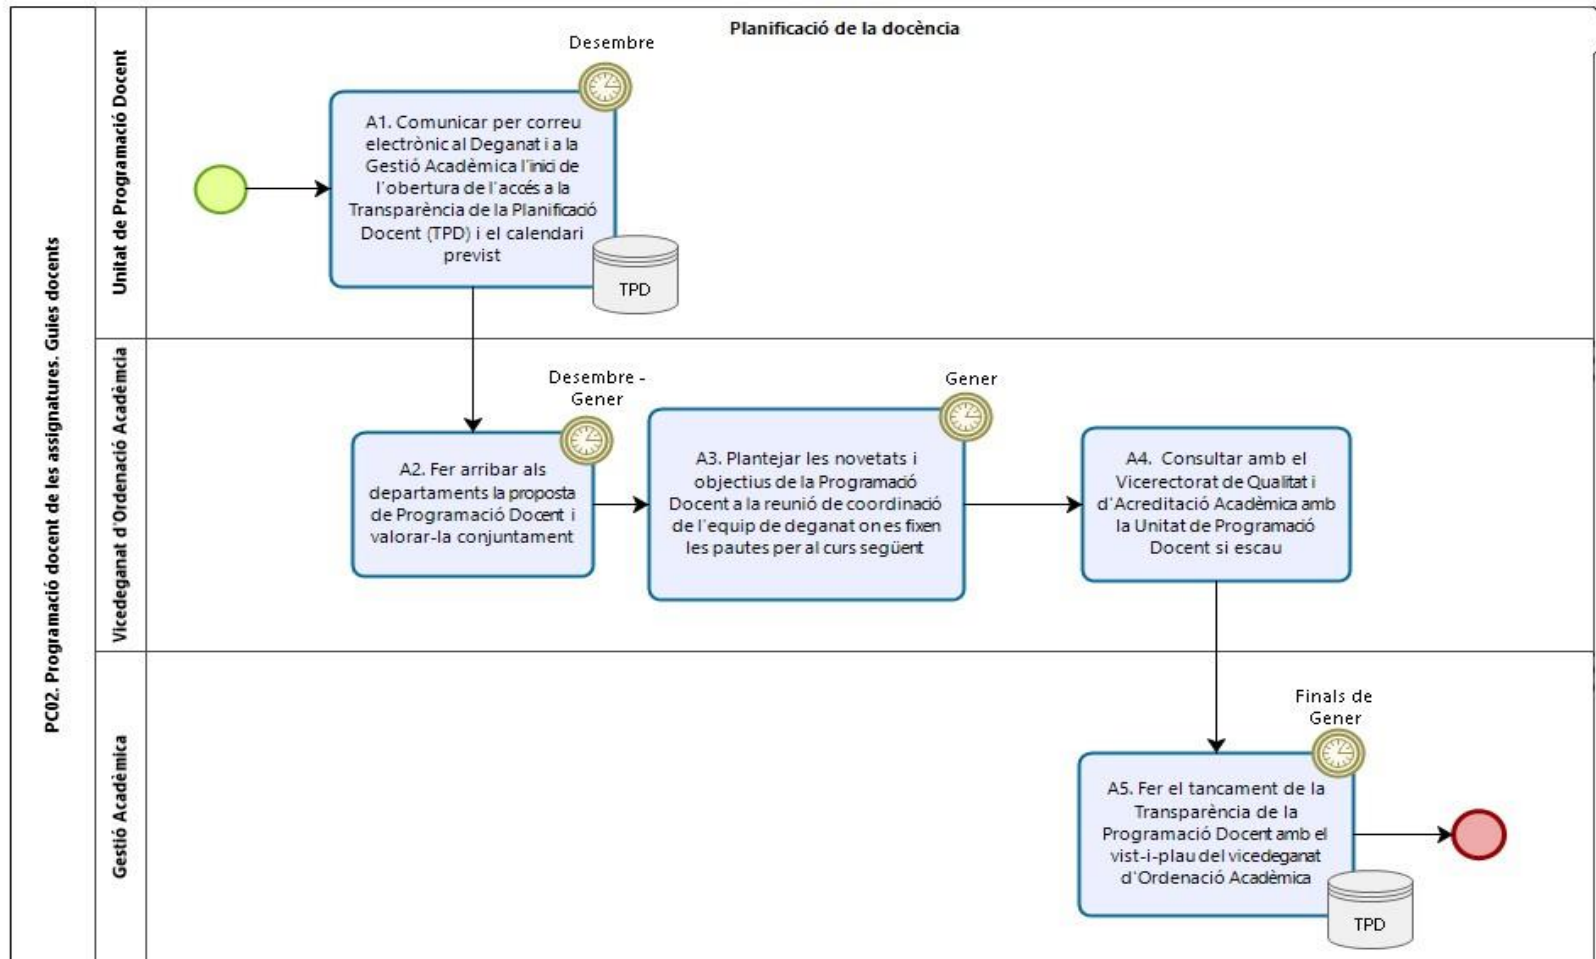 Planificació de la docència
PC02. Programació docent de les assignatures. Guies docents
Unitat de Programació Docent
Desembre
A1. Comunicar per correu
electrònic al Deganat i a la
Gestió Acadèmica l'inici de
l'obertura de l'accés a la
Transparència de la Planificació
Docent (TPD) i el calendari
previst
TPD
Vicedeganat d'Ordenació Acadèmcia
Desembre -
Gener
A2. Fer arribar als
departaments la proposta
de Programació Docent i
valorar-la conjuntament
Gener
A3. Plantejar les novetats i
objectius de la Programació
Docent a la reunió de coordinació
de l'equip de deganat on es fixen
les pautes per al curs següent
A4. Consultar amb el
Vicerectorat de Qualitat i
d'Acreditació Acadèmica amb
la Unitat de Programació
Docent si escau
Gestió Acadèmica
Finals de
Gener
A5. Fer el tancament de la
Transparència de la
Programació Docent amb el
vist-i-plau del vicedeganat
d'Ordenació Acadèmica
TPD